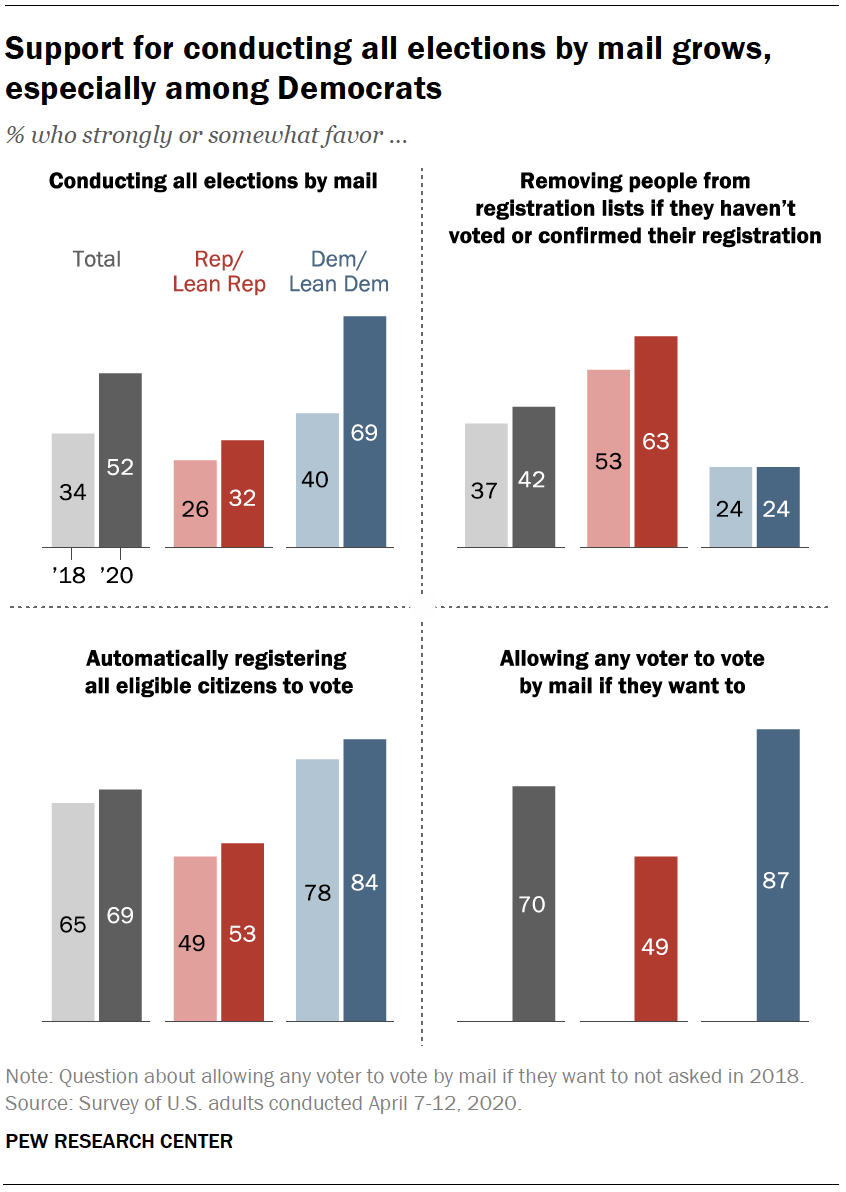 Support for conducting all elections by mail grows,
especially among Democrats
% who strongly or somewhat favor ...
Conducting all elections by mail
Total
Rep/
Lean Rep
Dem/
Lean Dem
34
52
26
32
40
69
’18
’20
Removing people from
registration lists if they haven’t
voted or confirmed their registration
37
42
53
63
24
24
Automatically registering
all eligible citizens to vote
65
69
49
53
78
84
Allowing any voter to vote
by mail if they want to
70
49
87
Note: Question about allowing any voter to vote by mail if they want to not asked in 2018.
Source: Survey of U.S. adults conducted April 7-12, 2020.
PEW RESEARCH CENTER